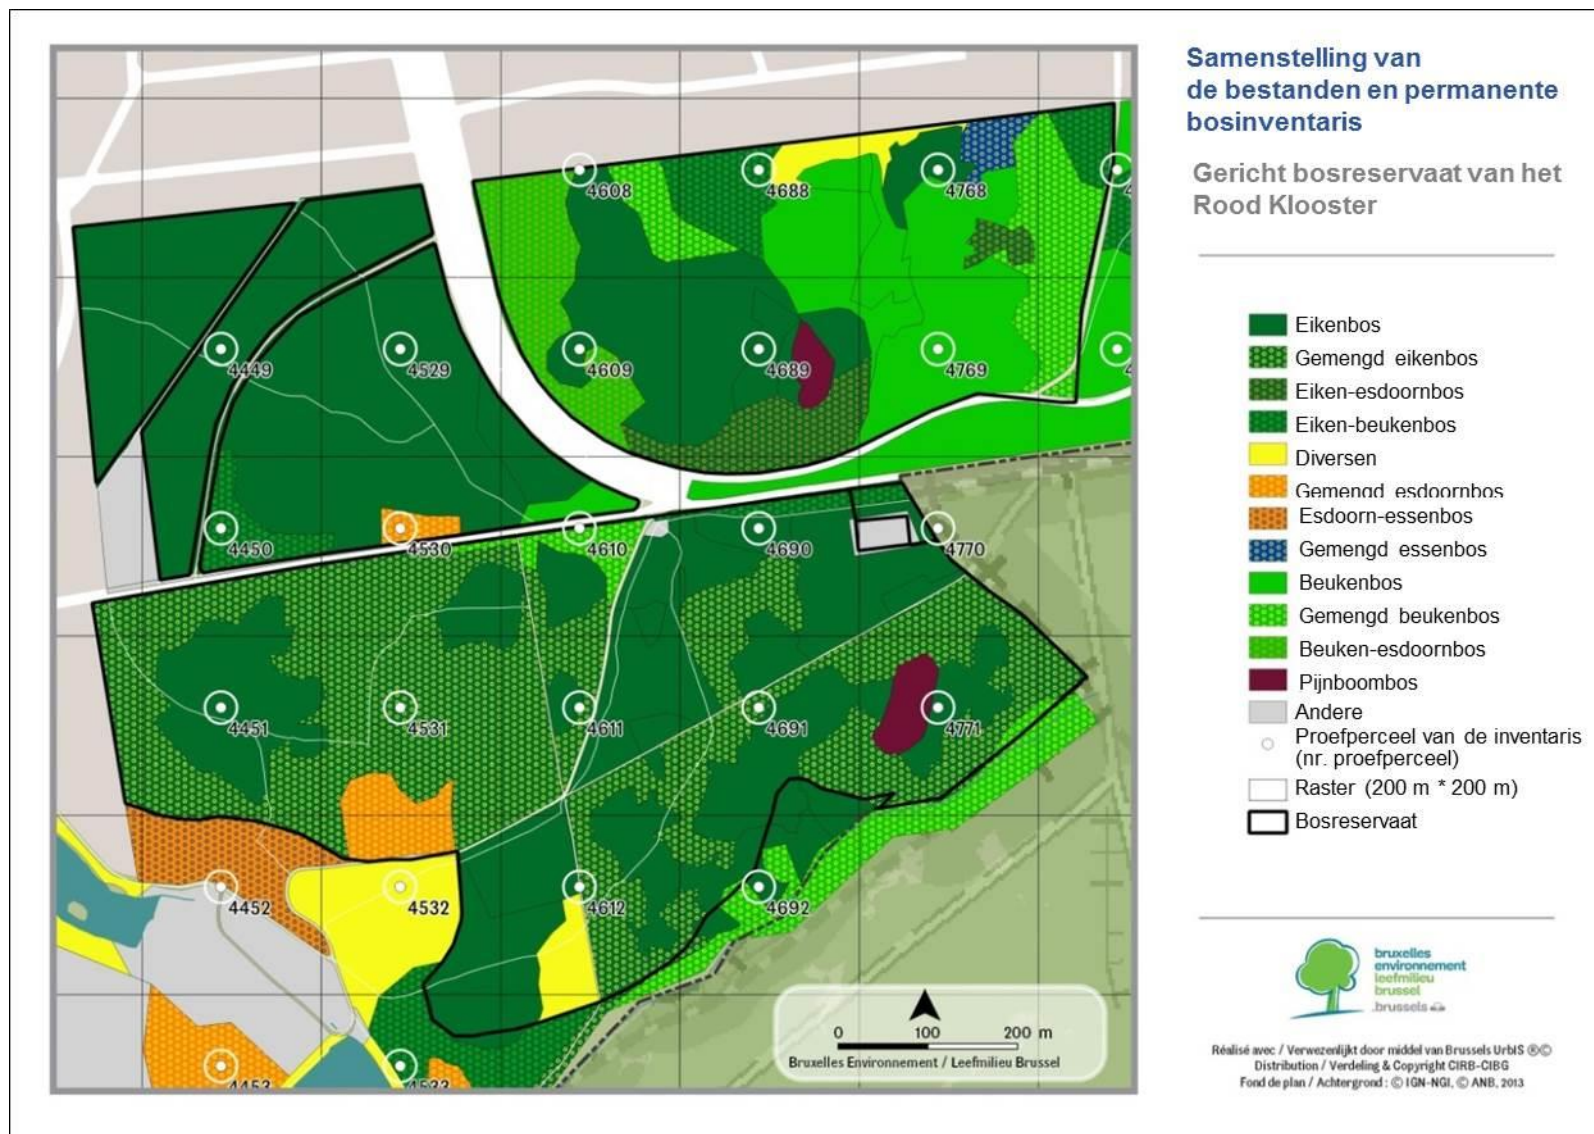 Samenstelling van
de bestanden en permanente
bosinventaris
Gericht bosreservaat van het
Rood Klooster
Eikenbos
Gemengd eikenbos
Eiken-esdoornbos
Eiken-beukenbos
Diversen
Gemengd esdoornbos
Esdoorn-essenbos
Gemengd essenbos
Beukenbos
Gemengd beukenbos
Beuken-esdoornbos
Pijnboombos
Andere
Proefperceel van de inventaris
(nr. proefperceel)
Raster (200 m * 200 m)
Bosreservaat
4608 4688 4768
4449 4529 4609 4689 4769
4450 4530 4610 4690 4770
4451 4531 4611 4691 4771
4452 4532 4612 4692
4453 4533
0 100 200 m
Bruxelles Environnement / Leefmilieu Brussel
bruxelles
environnement
leefmilieu
brussel
.brussels
Réalisé avec / Verwezenlijkt door middel van Brussels UrbIS ®©
Distribution / Verdeling & Copyright CIRB-CIBG
Fond de plan / Achtergrond : © IGN-NGI, © ANB, 2013